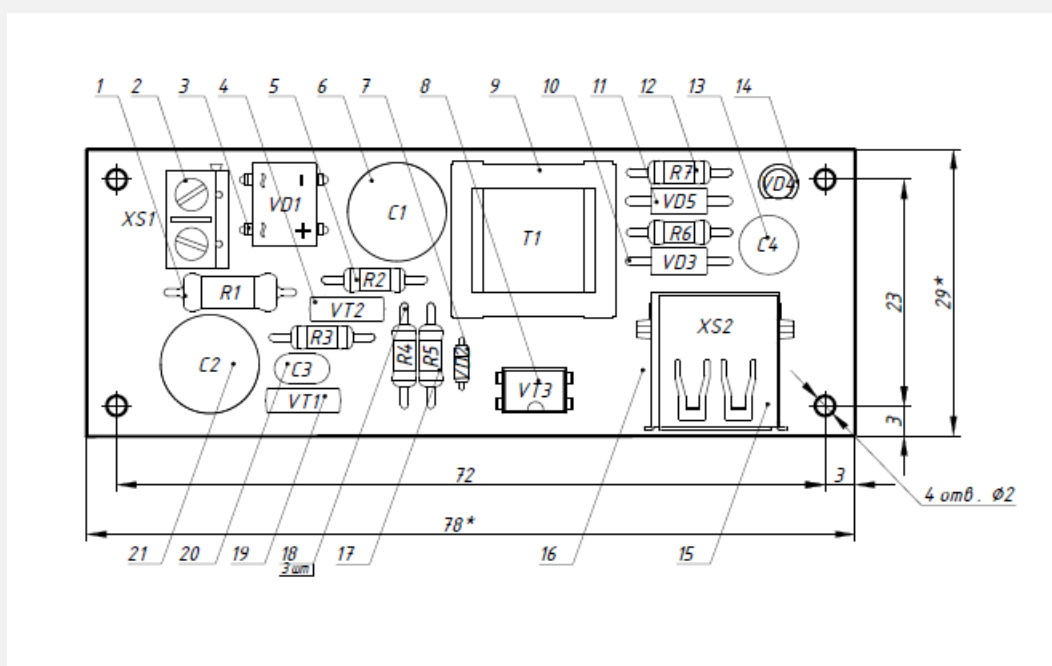 1 2 3 4 5 6 7 8 9 10 11 12 13 14
R7
VD4
VD1
VD5
XS1
C1
T1
R6
C4
VD3
R2
R1
VT2
XS2
23
29*
R3
R4
R5
C2
C3
VT3
VT1
3
72
3
4 отв. Ø2
78*
21 20 19 18 17 16 15
3 шт